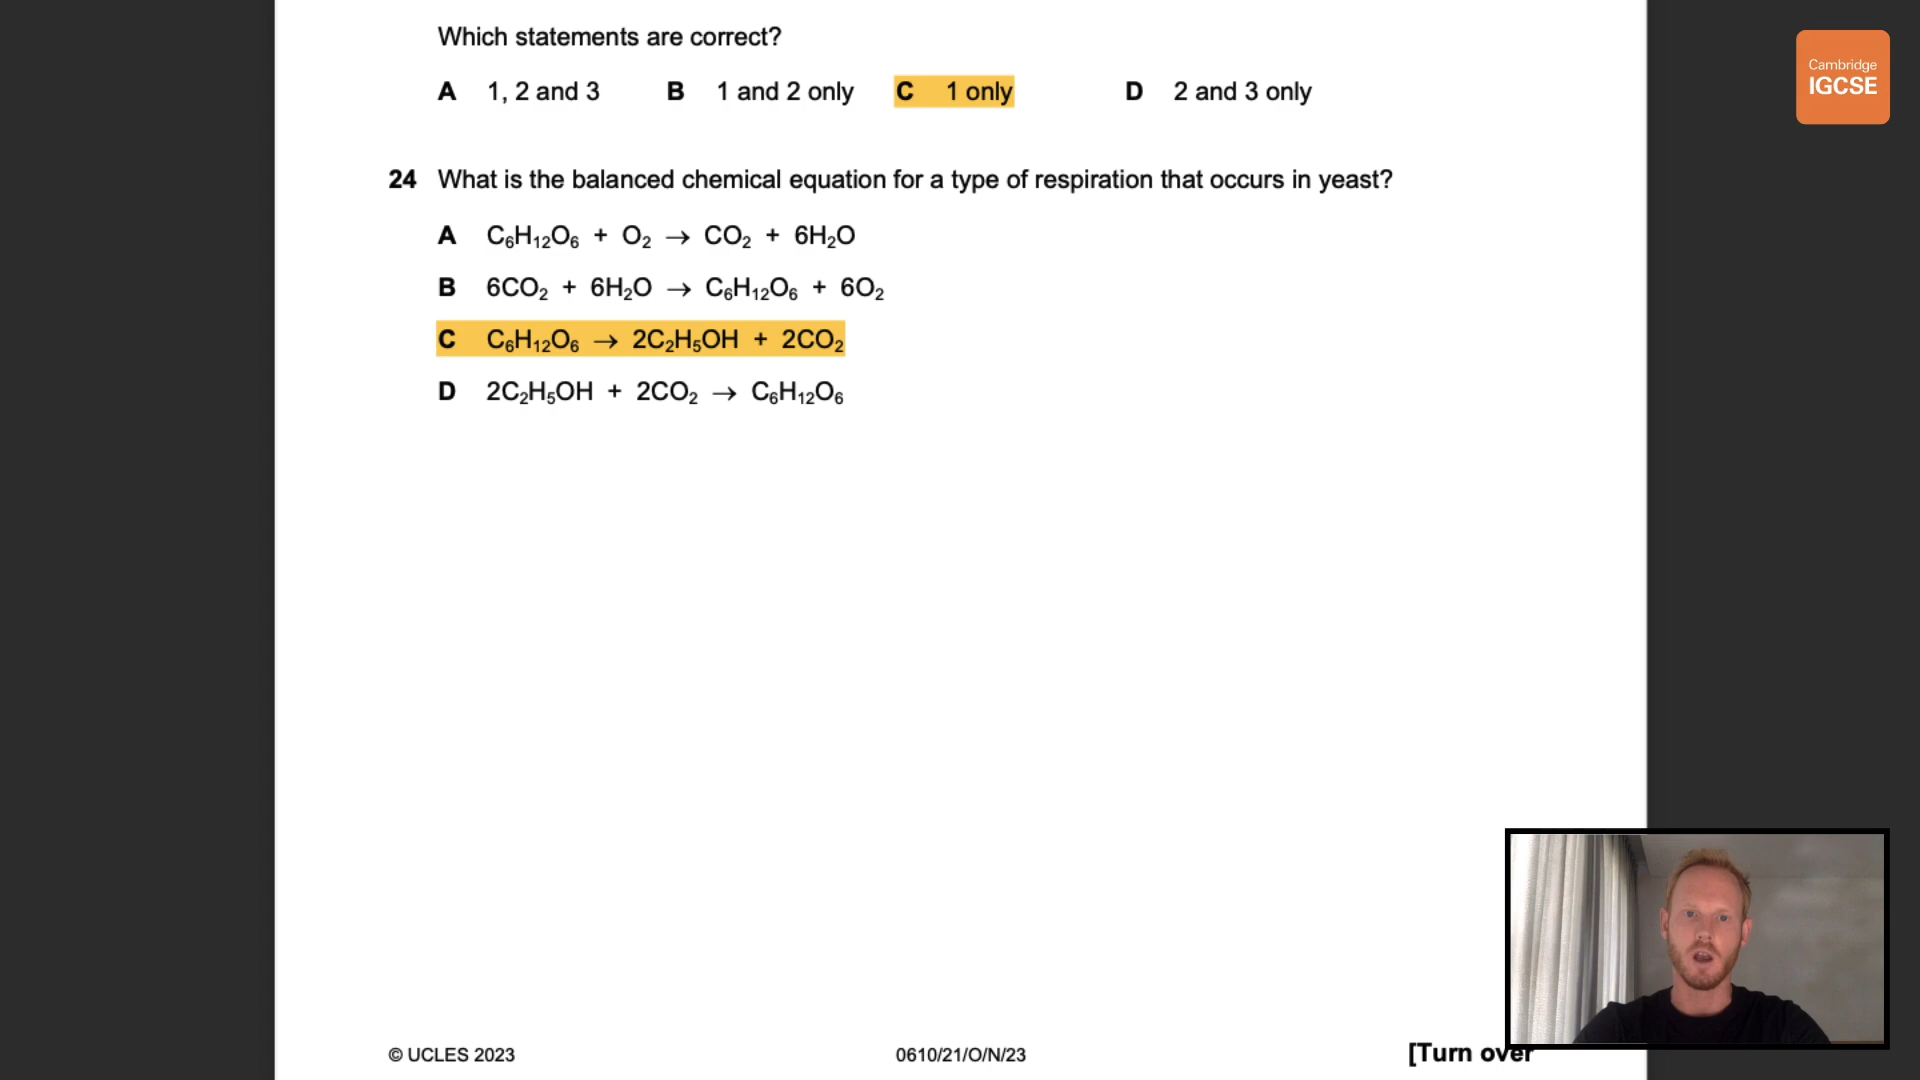 Which statements are correct?
A 1, 2 and 3 B 1 and 2 only C 1 only D 2 and 3 only
Cambridge
IGCSE
24 What is the balanced chemical equation for a type of respiration that occurs in yeast?
A C₆H₁₂O₆ + O₂ → CO₂ + 6H₂O
B 6CO₂ + 6H₂O → C₆H₁₂O₆ + 6O₂
C C₆H₁₂O₆ → 2C₂H₅OH + 2CO₂
D 2C₂H₅OH + 2CO₂ → C₆H₁₂O₆
© UCLES 2023 0610/21/O/N/23 [Turn over